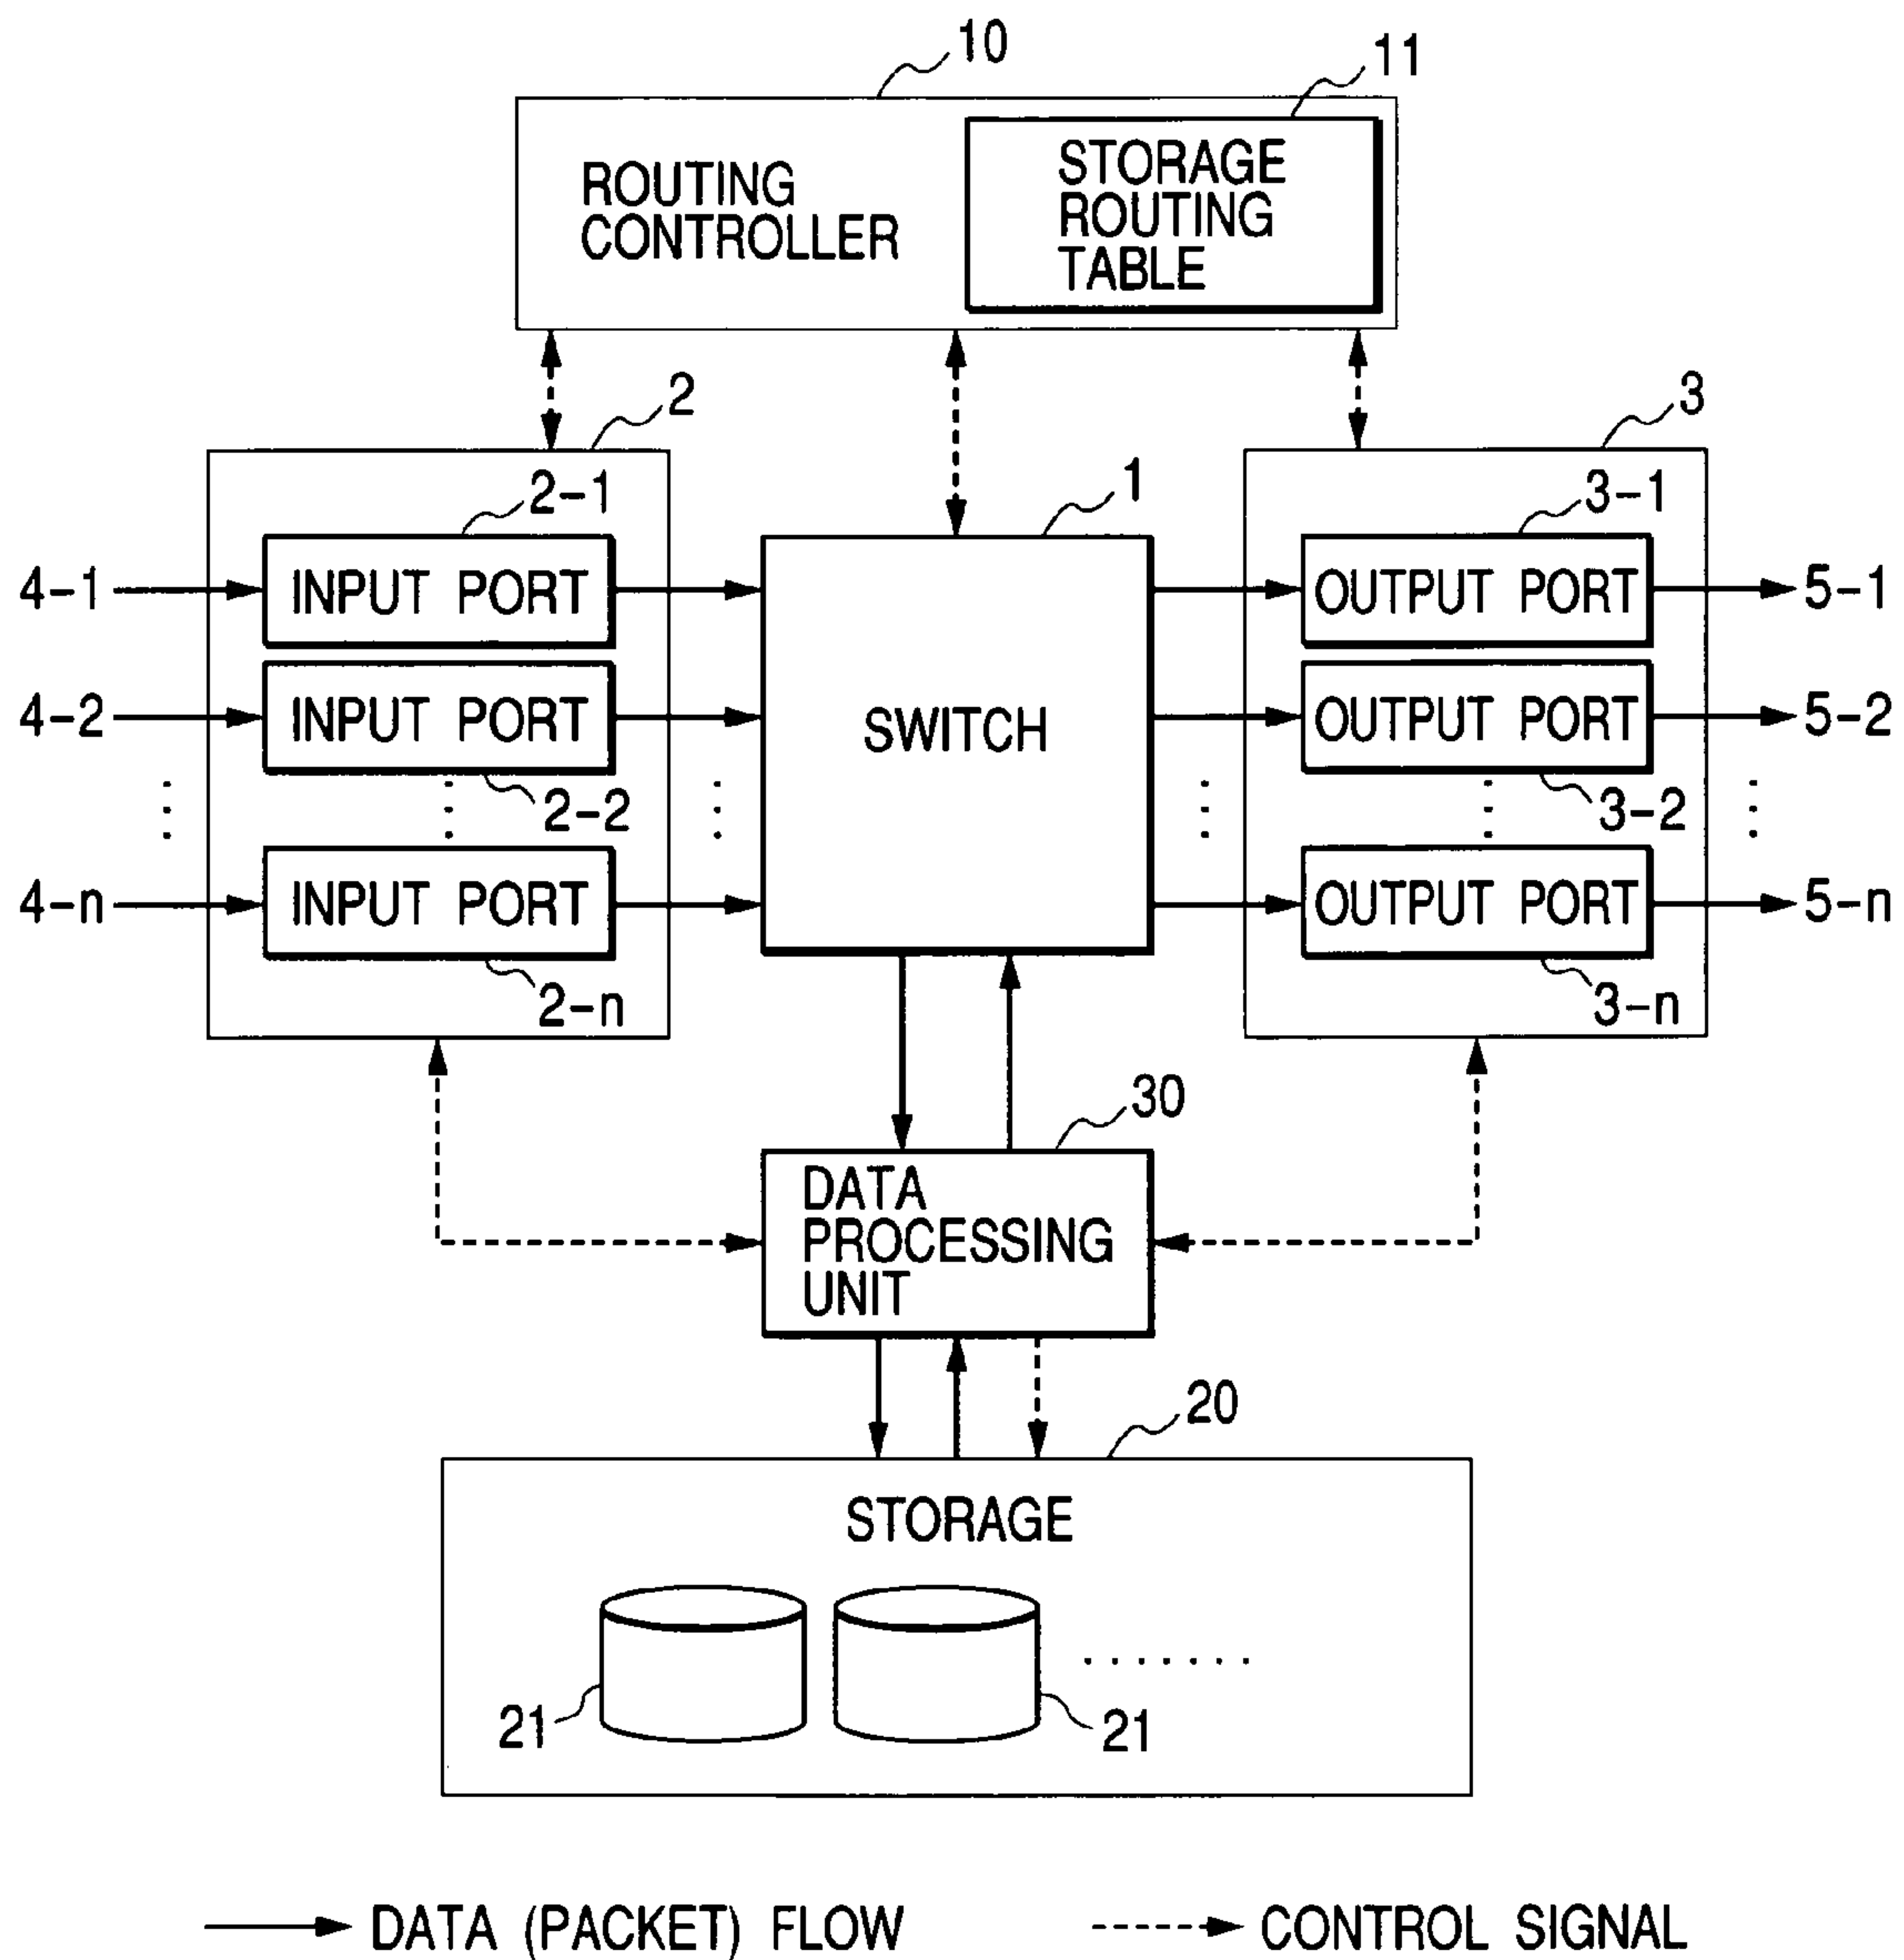 10
11
ROUTING
CONTROLLER
STORAGE
ROUTING
TABLE
2
3
2-1
1
3-1
4-1
INPUT PORT
OUTPUT PORT
5-1
4-2
INPUT PORT
SWITCH
OUTPUT PORT
5-2
2-2
3-2
4-n
INPUT PORT
OUTPUT PORT
5-n
2-n
3-n
30
DATA
PROCESSING
UNIT
20
STORAGE
21
21
DATA (PACKET) FLOW
CONTROL SIGNAL